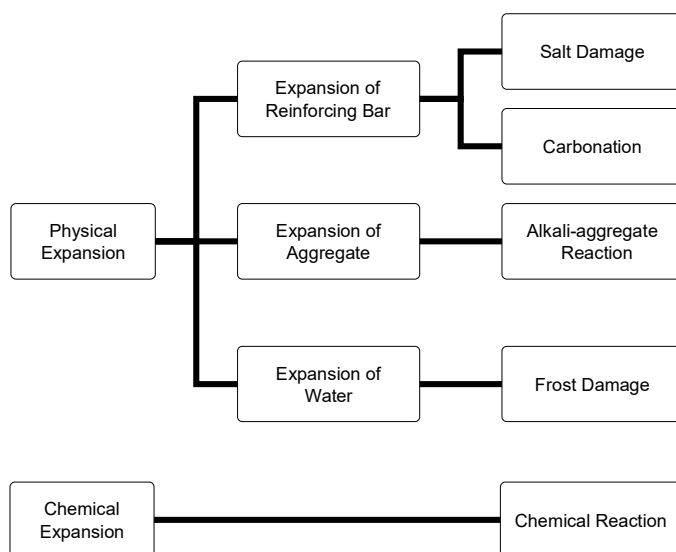 Physical
Expansion
Expansion of
Reinforcing Bar
Salt Damage
Carbonation
Expansion of
Aggregate
Alkali-aggregate
Reaction
Expansion of
Water
Frost Damage
Chemical
Expansion
Chemical Reaction